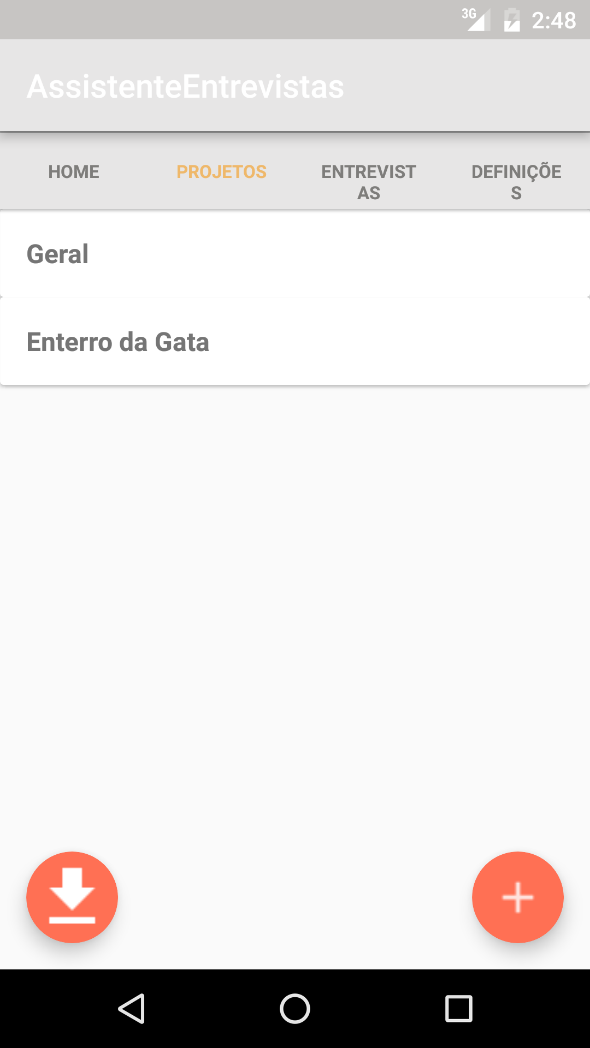 3G 2:48
AssistenteEntrevistas
HOME PROJETOS ENTREVIST DEFINIÇÕE
AS S
Geral
Enterro da Gata